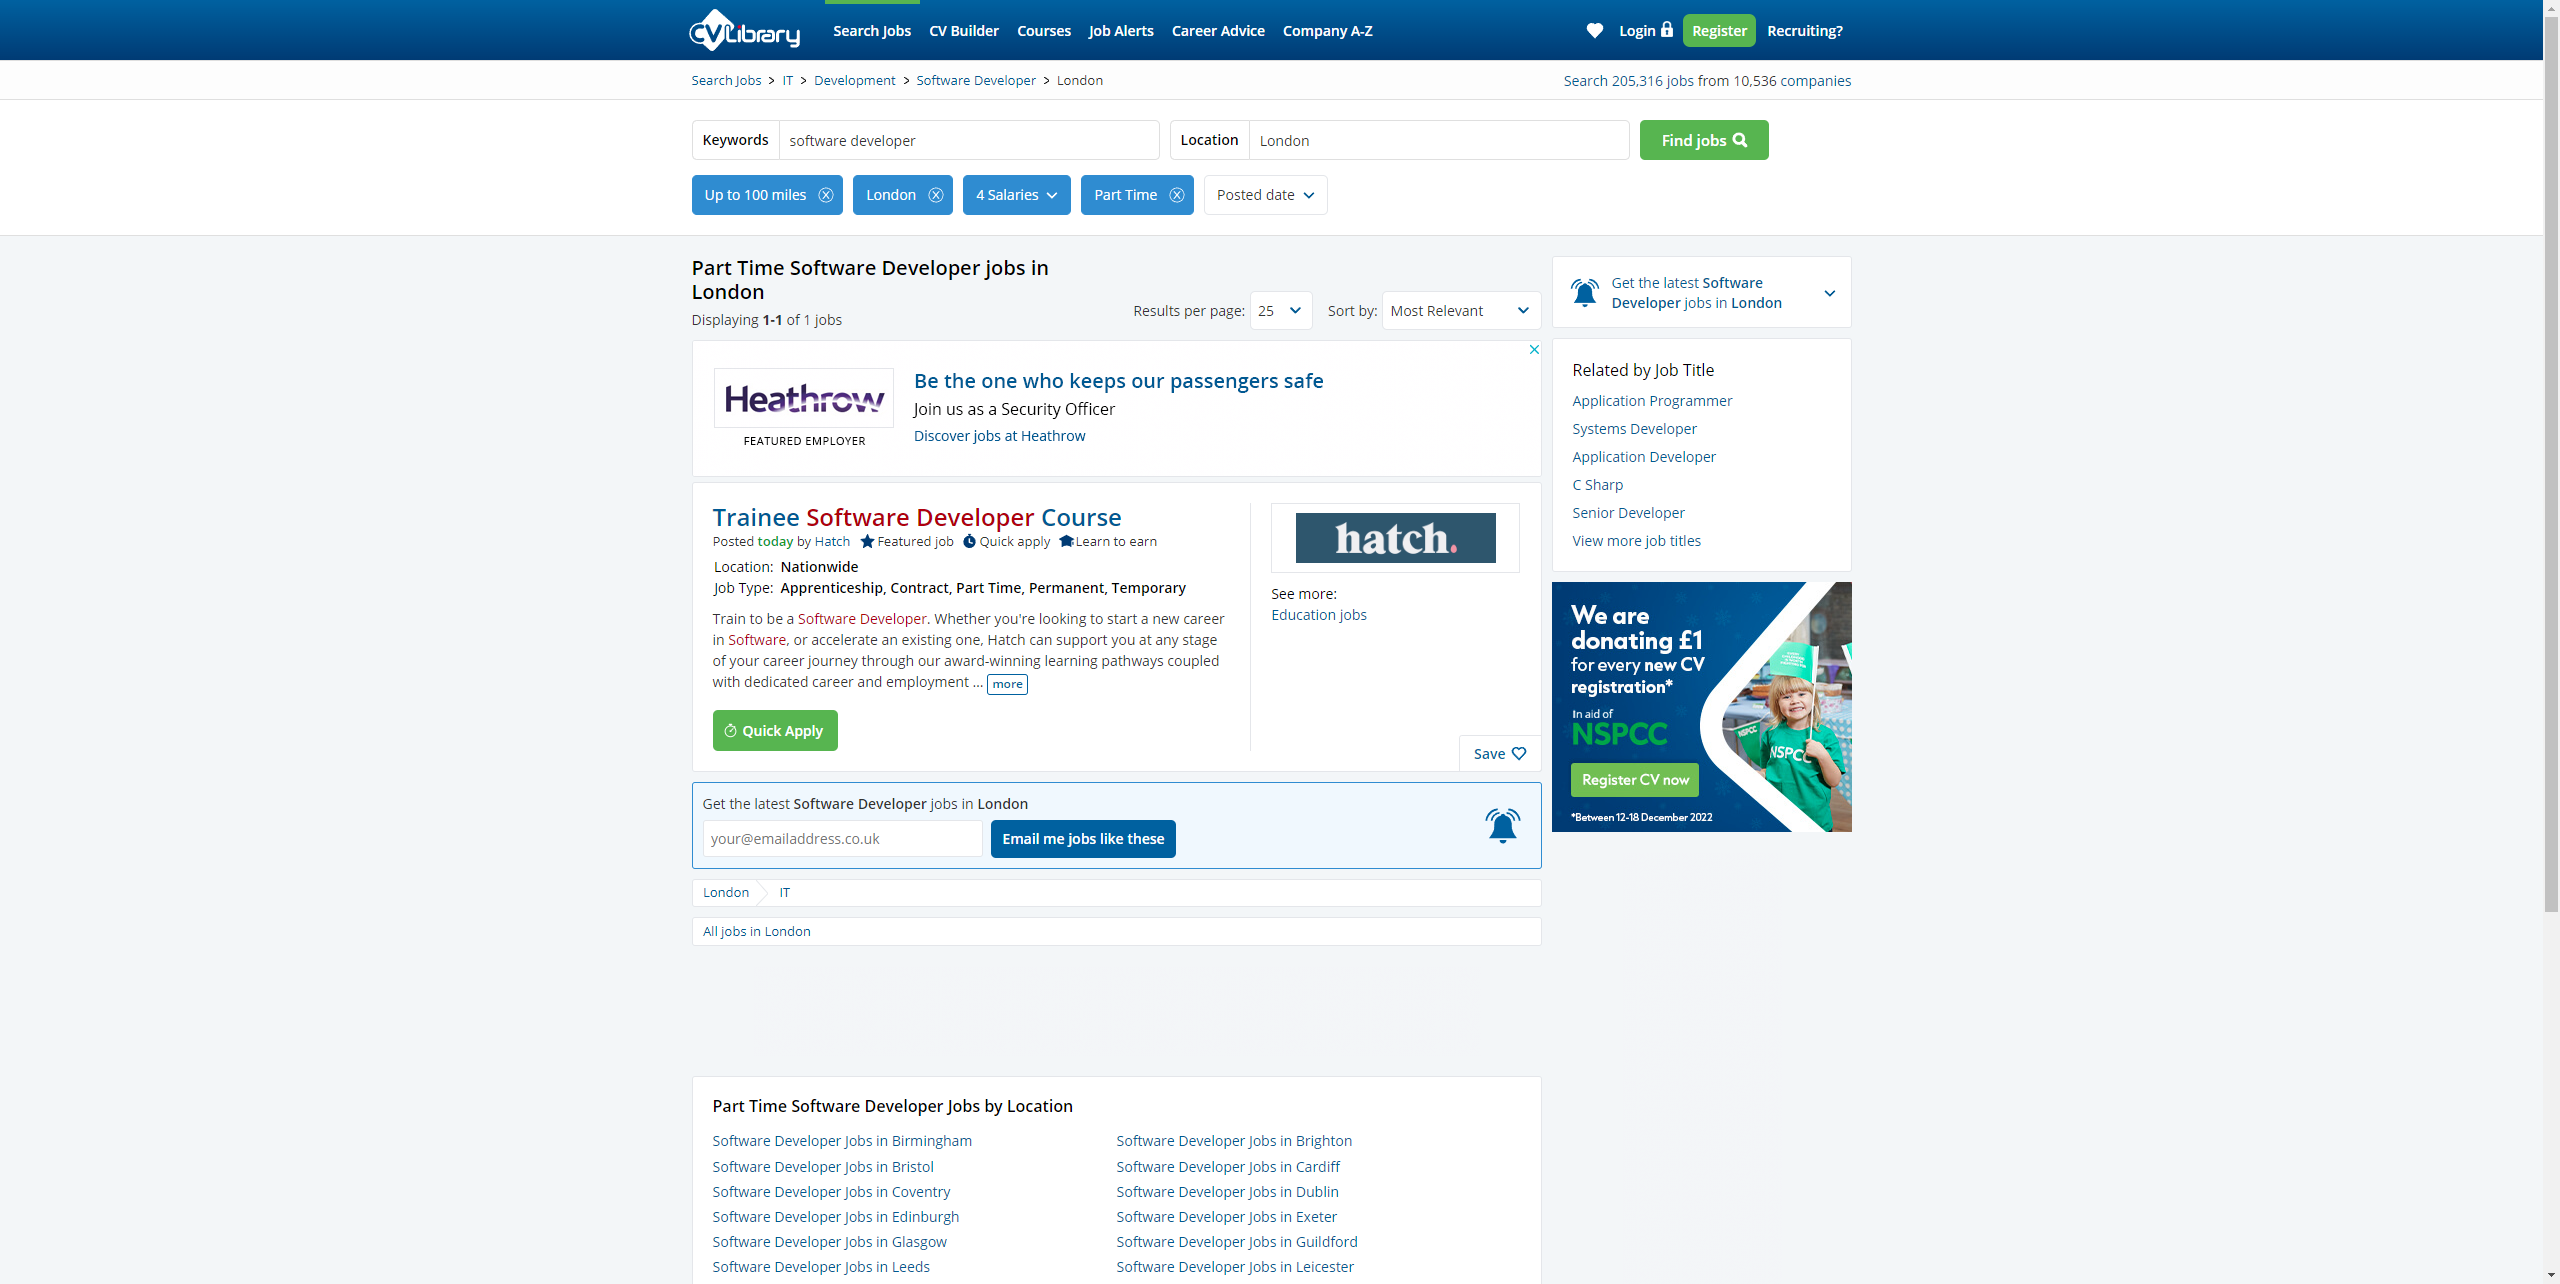 CV Library
Search Jobs CV Builder Courses Job Alerts Career Advice Company A-Z Login Register Recruiting?
Search Jobs > IT > Development > Software Developer > London
Search 205,316 jobs from 10,536 companies
Keywords software developer Location London Find jobs
Up to 100 miles London 4 Salaries Part Time Posted date
Part Time Software Developer jobs in
London
Displaying 1-1 of 1 jobs
Results per page: 25 Sort by: Most Relevant
Heathrow
FEATURED EMPLOYER
Be the one who keeps our passengers safe
Join us as a Security Officer
Discover jobs at Heathrow
Trainee Software Developer Course
Posted today by Hatch Featured job Quick apply Learn to earn
Location: Nationwide
Job Type: Apprenticeship, Contract, Part Time, Permanent, Temporary
Train to be a Software Developer. Whether you're looking to start a new career
in Software, or accelerate an existing one, Hatch can support you at any stage
of your career journey through our award-winning learning pathways coupled
with dedicated career and employment ... more
Quick Apply
hatch.
See more:
Education jobs
Save
Get the latest Software Developer jobs in London
your@emailaddress.co.uk Email me jobs like these
London IT
All jobs in London
Part Time Software Developer Jobs by Location
Software Developer Jobs in Birmingham
Software Developer Jobs in Brighton
Software Developer Jobs in Bristol
Software Developer Jobs in Cardiff
Software Developer Jobs in Coventry
Software Developer Jobs in Dublin
Software Developer Jobs in Edinburgh
Software Developer Jobs in Exeter
Software Developer Jobs in Glasgow
Software Developer Jobs in Guildford
Software Developer Jobs in Leeds
Software Developer Jobs in Leicester
Get the latest Software
Developer jobs in London
Related by Job Title
Application Programmer
Systems Developer
Application Developer
C Sharp
Senior Developer
View more job titles
We are
donating £1
for every new CV
registration*
In aid of
NSPCC
Register CV now
*Between 12-18 December 2022
NSPCC
NSPCC